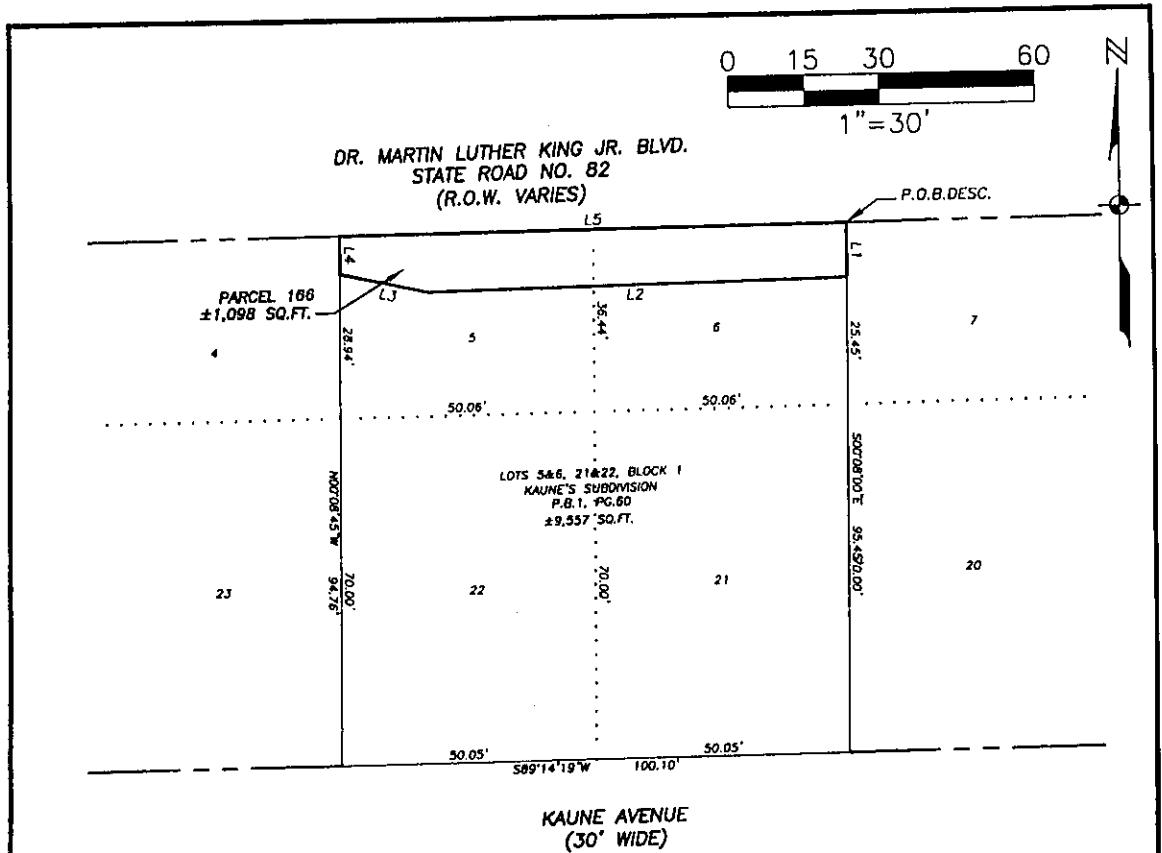 0 15 30 60
1"=30'
N
DR. MARTIN LUTHER KING JR. BLVD.
STATE ROAD NO. 82
(R.O.W. VARIES)
P.O.B.DESC.
L5
L4
L1
PARCEL 166
±1,098 SQ.FT.
L3
L2
4
28.94'
5
36.44'
6
25.45'
7
50.06'
50.06'
LOTS 5&6, 21&22, BLOCK 1
KAUNE'S SUBDIVISION
P.B.1, PG.60
±9,557 SQ.FT.
N00°08'45"W 94.76'
70.00'
S00°08'00"E 95.45'
70.00'
70.00'
23
22
21
20
50.05'
50.05'
S89°14'19"W 100.10'
KAUNE AVENUE
(30' WIDE)